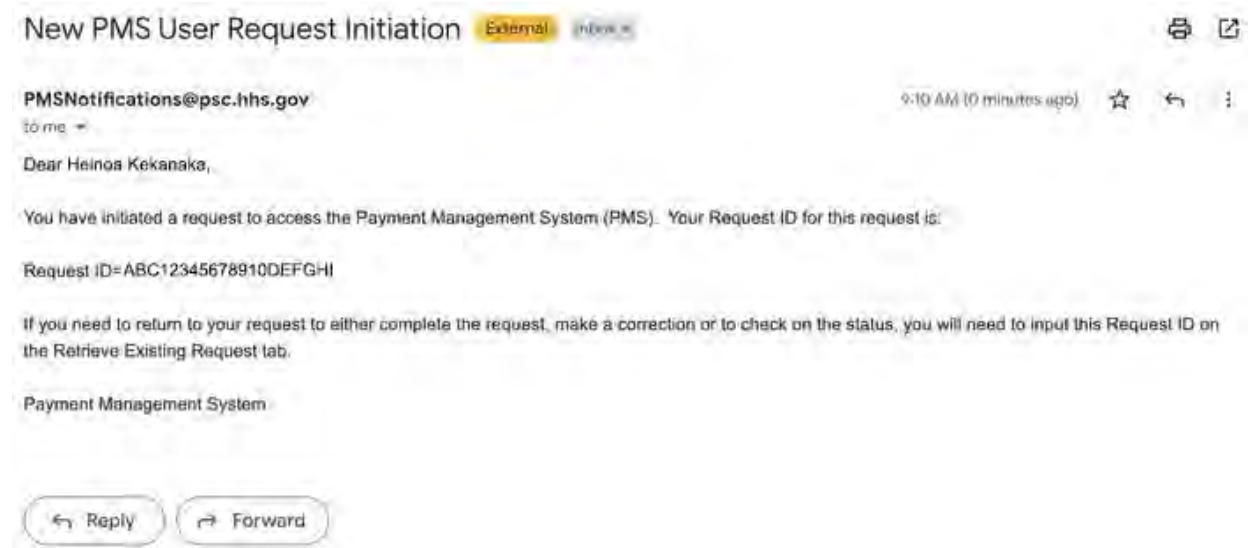 New PMS User Request Initiation External Inbox x
PMSNotifications@psc.hhs.gov 9:10 AM (0 minutes ago)
to me
Dear Heinoa Kekanaka,
You have initiated a request to access the Payment Management System (PMS). Your Request ID for this request is:
Request ID=ABC12345678910DEFGHI
If you need to return to your request to either complete the request, make a correction or to check on the status, you will need to input this Request ID on
the Retrieve Existing Request tab.
Payment Management System
Reply Forward